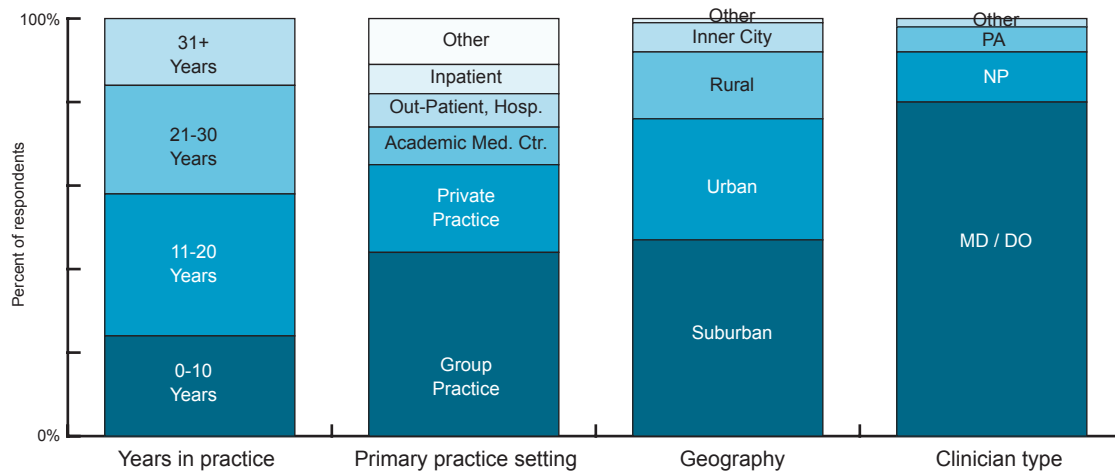 100%
Percent of respondents
0%
31+
Years
21-30
Years
11-20
Years
0-10
Years
Years in practice
Other
Inpatient
Out-Patient, Hosp.
Academic Med. Ctr.
Private
Practice
Group
Practice
Primary practice setting
Other
Inner City
Rural
Urban
Suburban
Geography
Other
PA
NP
MD / DO
Clinician type